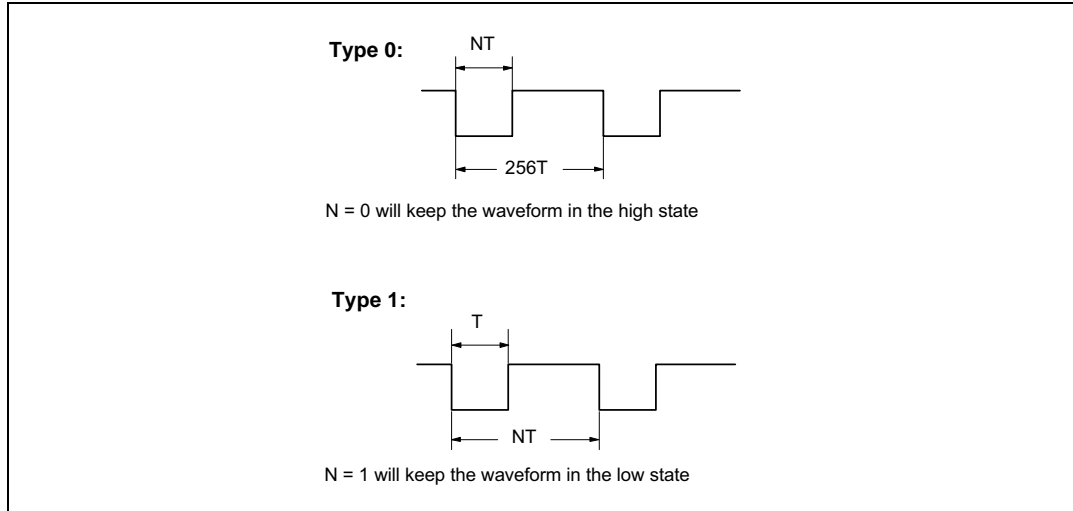 Type 0:
NT
256T
N = 0 will keep the waveform in the high state
Type 1:
T
NT
N = 1 will keep the waveform in the low state